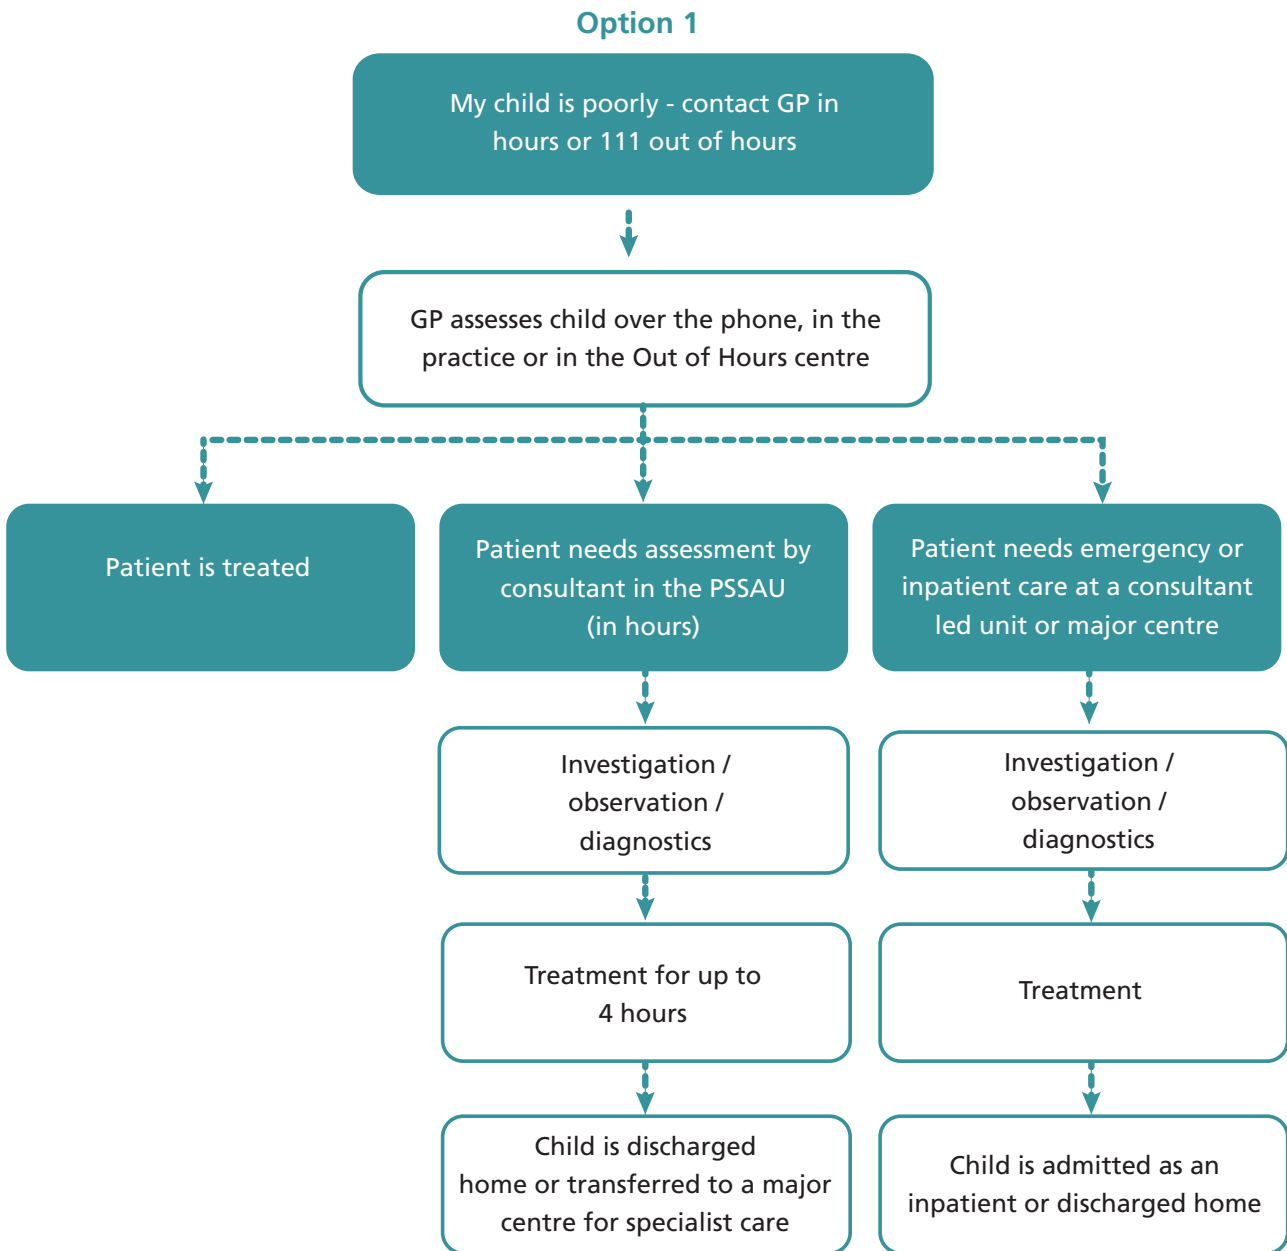 Option 1
My child is poorly - contact GP in
hours or 111 out of hours
GP assesses child over the phone, in the
practice or in the Out of Hours centre
Patient is treated
Patient needs assessment by
consultant in the PSSAU
(in hours)
Patient needs emergency or
inpatient care at a consultant
led unit or major centre
Investigation /
observation /
diagnostics
Investigation /
observation /
diagnostics
Treatment for up to
4 hours
Treatment
Child is discharged
home or transferred to a major
centre for specialist care
Child is admitted as an
inpatient or discharged home